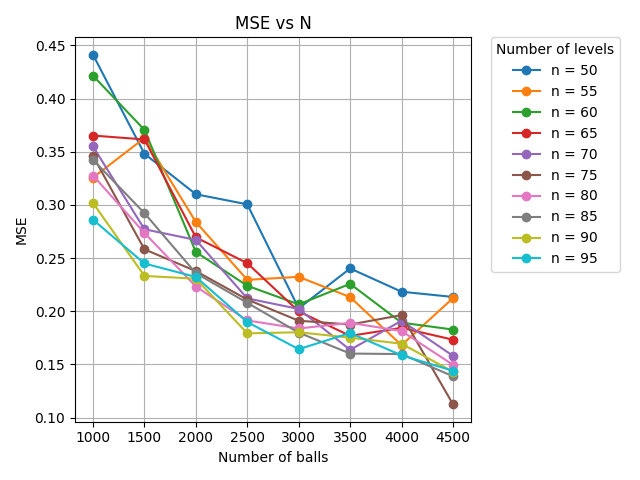 MSE vs N
MSE
0.45
0.40
0.35
0.30
0.25
0.20
0.15
0.10
1000 1500 2000 2500 3000 3500 4000 4500
Number of balls
Number of levels
n = 50
n = 55
n = 60
n = 65
n = 70
n = 75
n = 80
n = 85
n = 90
n = 95